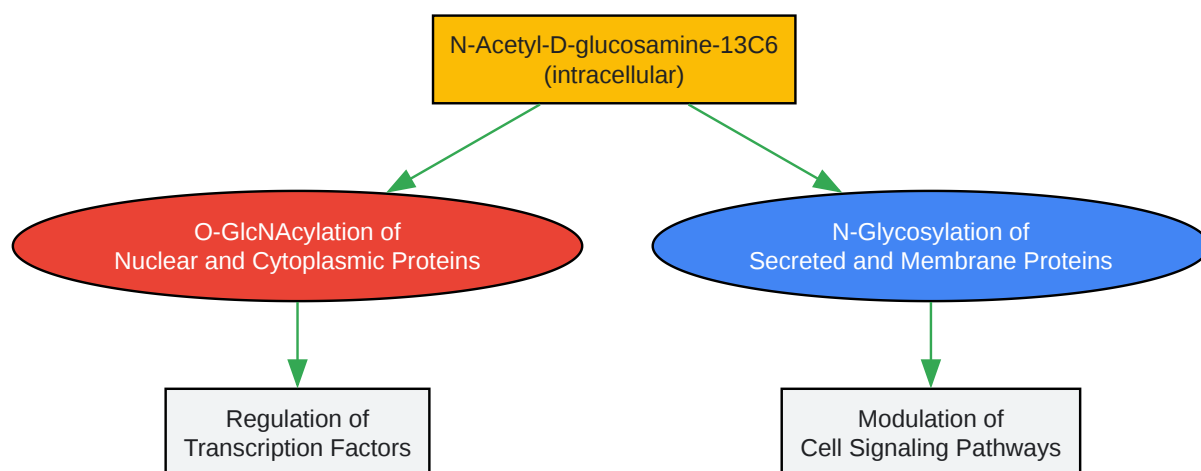 N-Acetyl-D-glucosamine-13C6
(intracellular)
O-GlcNAcylation of
Nuclear and Cytoplasmic Proteins
N-Glycosylation of
Secreted and Membrane Proteins
Regulation of
Transcription Factors
Modulation of
Cell Signaling Pathways